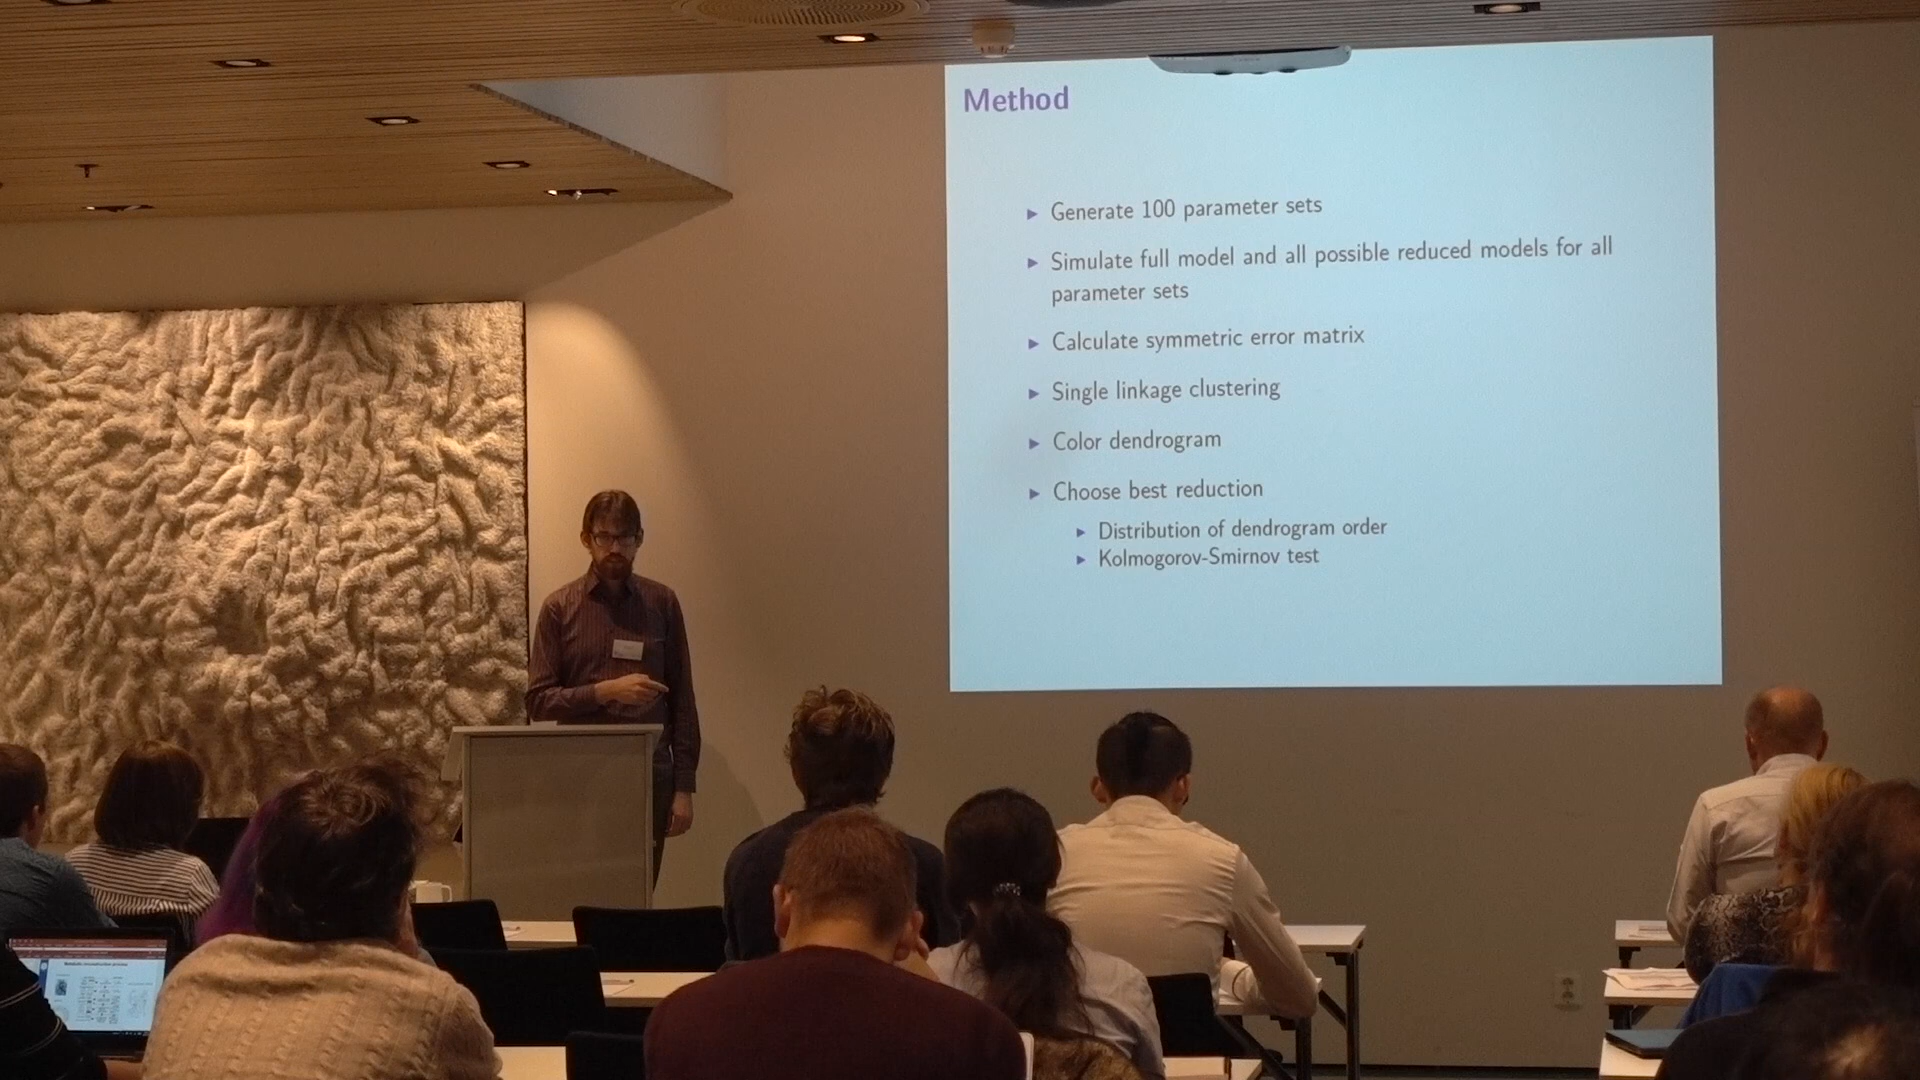 Method
Generate 100 parameter sets
Simulate full model and all possible reduced models for all
parameter sets
Calculate symmetric error matrix
Single linkage clustering
Color dendrogram
Choose best reduction
Distribution of dendrogram order
Kolmogorov-Smirnov test